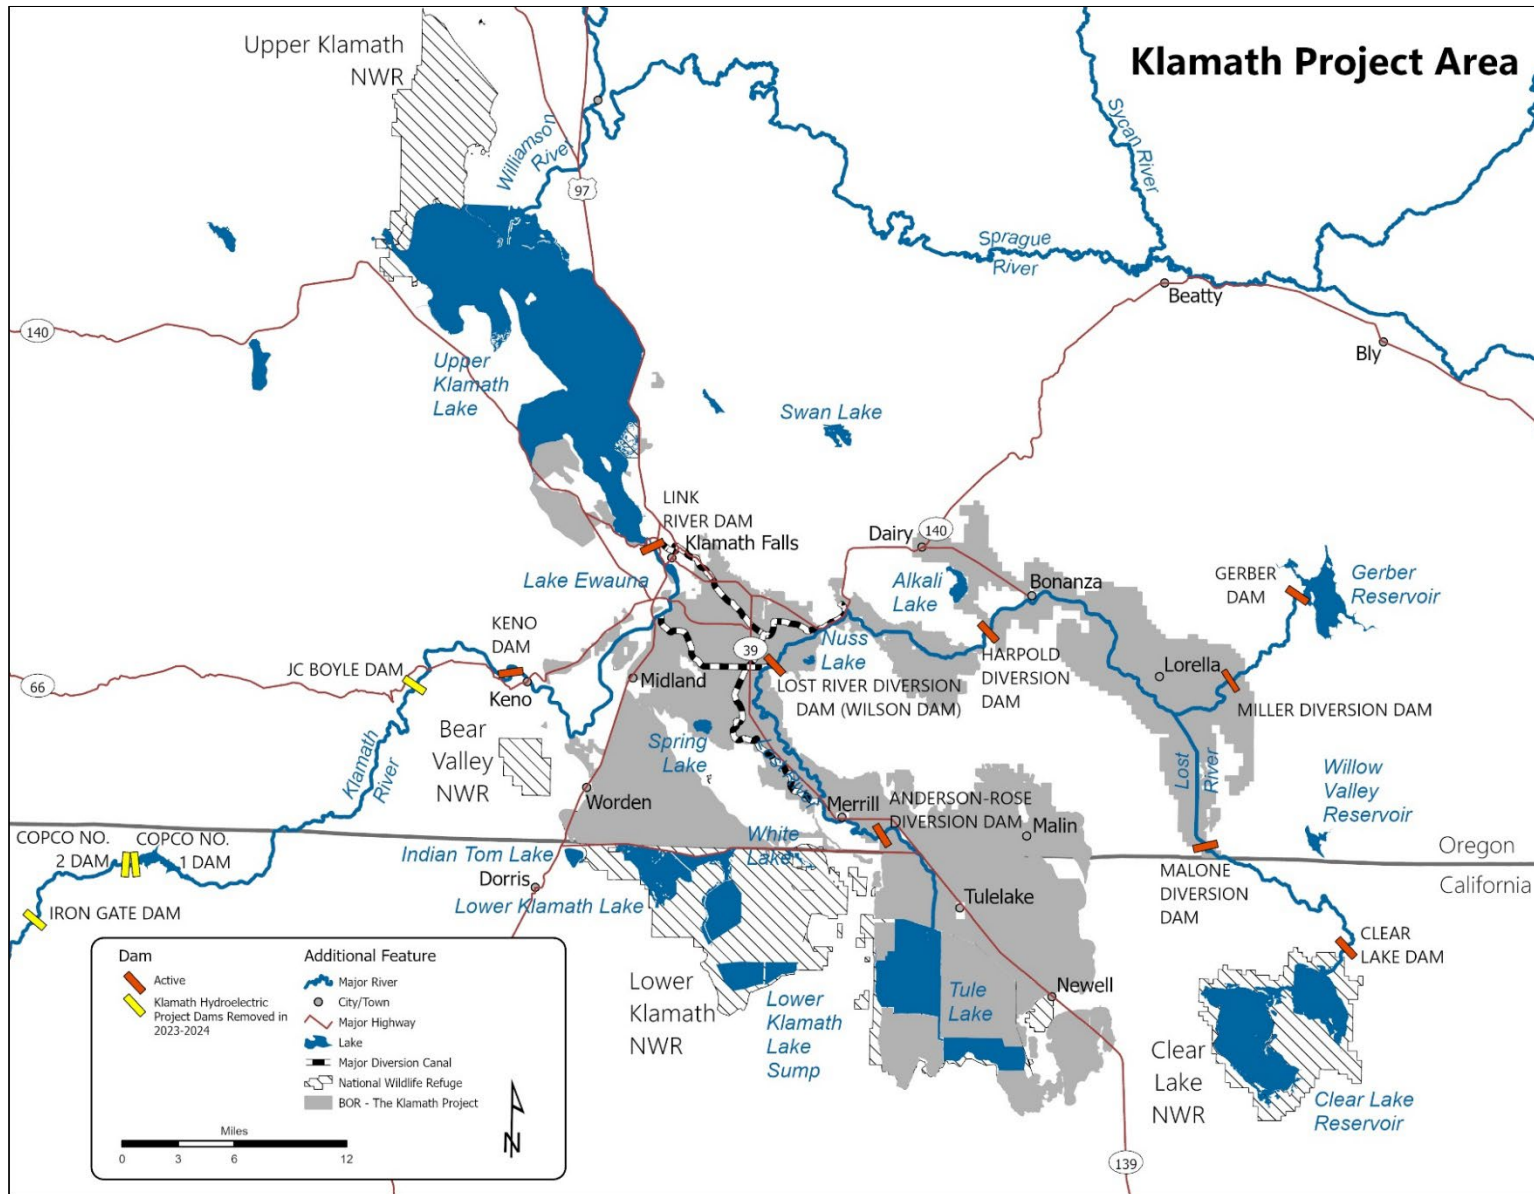 Klamath Project Area
Upper Klamath
NWR
Williamson
River
97
Sycan River
Sprague
River
Beatty
Bly
140
Upper
Klamath
Lake
Swan Lake
LINK
RIVER DAM
Klamath Falls
Dairy
140
Lake Ewauna
Alkali
Lake
Bonanza
GERBER
DAM
Gerber
Reservoir
KENO
DAM
JC BOYLE DAM
66
Keno
Midland
39
Nuss
Lake
LOST RIVER DIVERSION
DAM (WILSON DAM)
HARPOLD
DIVERSION
DAM
Lorella
MILLER DIVERSION DAM
Klamath
River
Bear
Valley
NWR
Spring
Lake
Lost River
Lost
River
Willow
Valley
Reservoir
Worden
Merrill
ANDERSON-ROSE
DIVERSION DAM
Malin
COPCO NO.
2 DAM
COPCO NO.
1 DAM
White
Lake
Indian Tom Lake
Dorris
Lower Klamath Lake
Oregon
California
MALONE
DIVERSION
DAM
IRON GATE DAM
Tulelake
CLEAR
LAKE DAM
Lower
Klamath
NWR
Lower
Klamath
Lake
Sump
Tule
Lake
Newell
Clear
Lake
NWR
Clear Lake
Reservoir
139
Dam
Active
Klamath Hydroelectric
Project Dams Removed in
2023-2024
Additional Feature
Major River
City/Town
Major Highway
Lake
Major Diversion Canal
National Wildlife Refuge
BOR - The Klamath Project
Miles
0 3 6 12
N